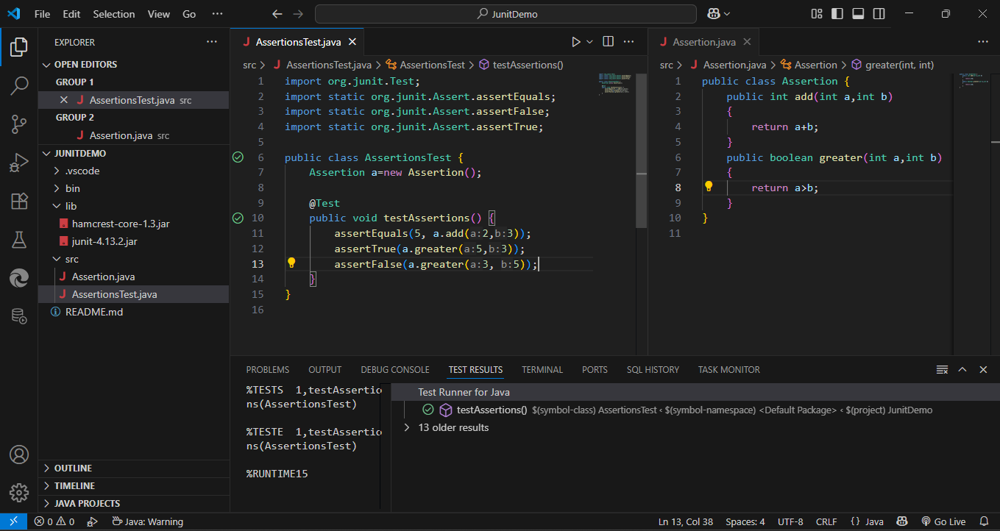 File Edit Selection View Go ··· JunitDemo
EXPLORER ···
OPEN EDITORS
GROUP 1
AssertionsTest.java src
GROUP 2
Assertion.java src
JUNITDEMO
.vscode
bin
lib
hamcrest-core-1.3.jar
junit-4.13.2.jar
src
J Assertion.java
J AssertionsTest.java
README.md
OUTLINE
TIMELINE
JAVA PROJECTS
J AssertionsTest.java
src > J AssertionsTest.java > AssertionsTest > testAssertions()
1 import org.junit.Test;
2 import static org.junit.Assert.assertEquals;
3 import static org.junit.Assert.assertFalse;
4 import static org.junit.Assert.assertTrue;
5
6 public class AssertionsTest {
7 Assertion a=new Assertion();
8
9 @Test
10 public void testAssertions() {
11 assertEquals(5, a.add(a:2,b:3));
12 assertTrue(a.greater(a:5,b:3));
13 assertFalse(a.greater(a:3, b:5));
14 }
15 }
16
J Assertion.java
src > J Assertion.java > Assertion > greater(int, int)
1 public class Assertion {
2 public int add(int a,int b)
3 {
4 return a+b;
5 }
6 public boolean greater(int a,int b)
7 {
8 return a>b;
9 }
10 }
11
PROBLEMS OUTPUT DEBUG CONSOLE TEST RESULTS TERMINAL PORTS SQL HISTORY TASK MONITOR
%TESTS 1,testAssertio
ns(AssertionsTest)
%TESTE 1,testAssertio
ns(AssertionsTest)
%RUNTIME15
Test Runner for Java
testAssertions() $(symbol-class) AssertionsTest ‹ $(symbol-namespace) <Default Package> ‹ $(project) JunitDemo
13 older results
0 0 Java: Warning Ln 13, Col 38 Spaces: 4 UTF-8 CRLF {} Java Go Live